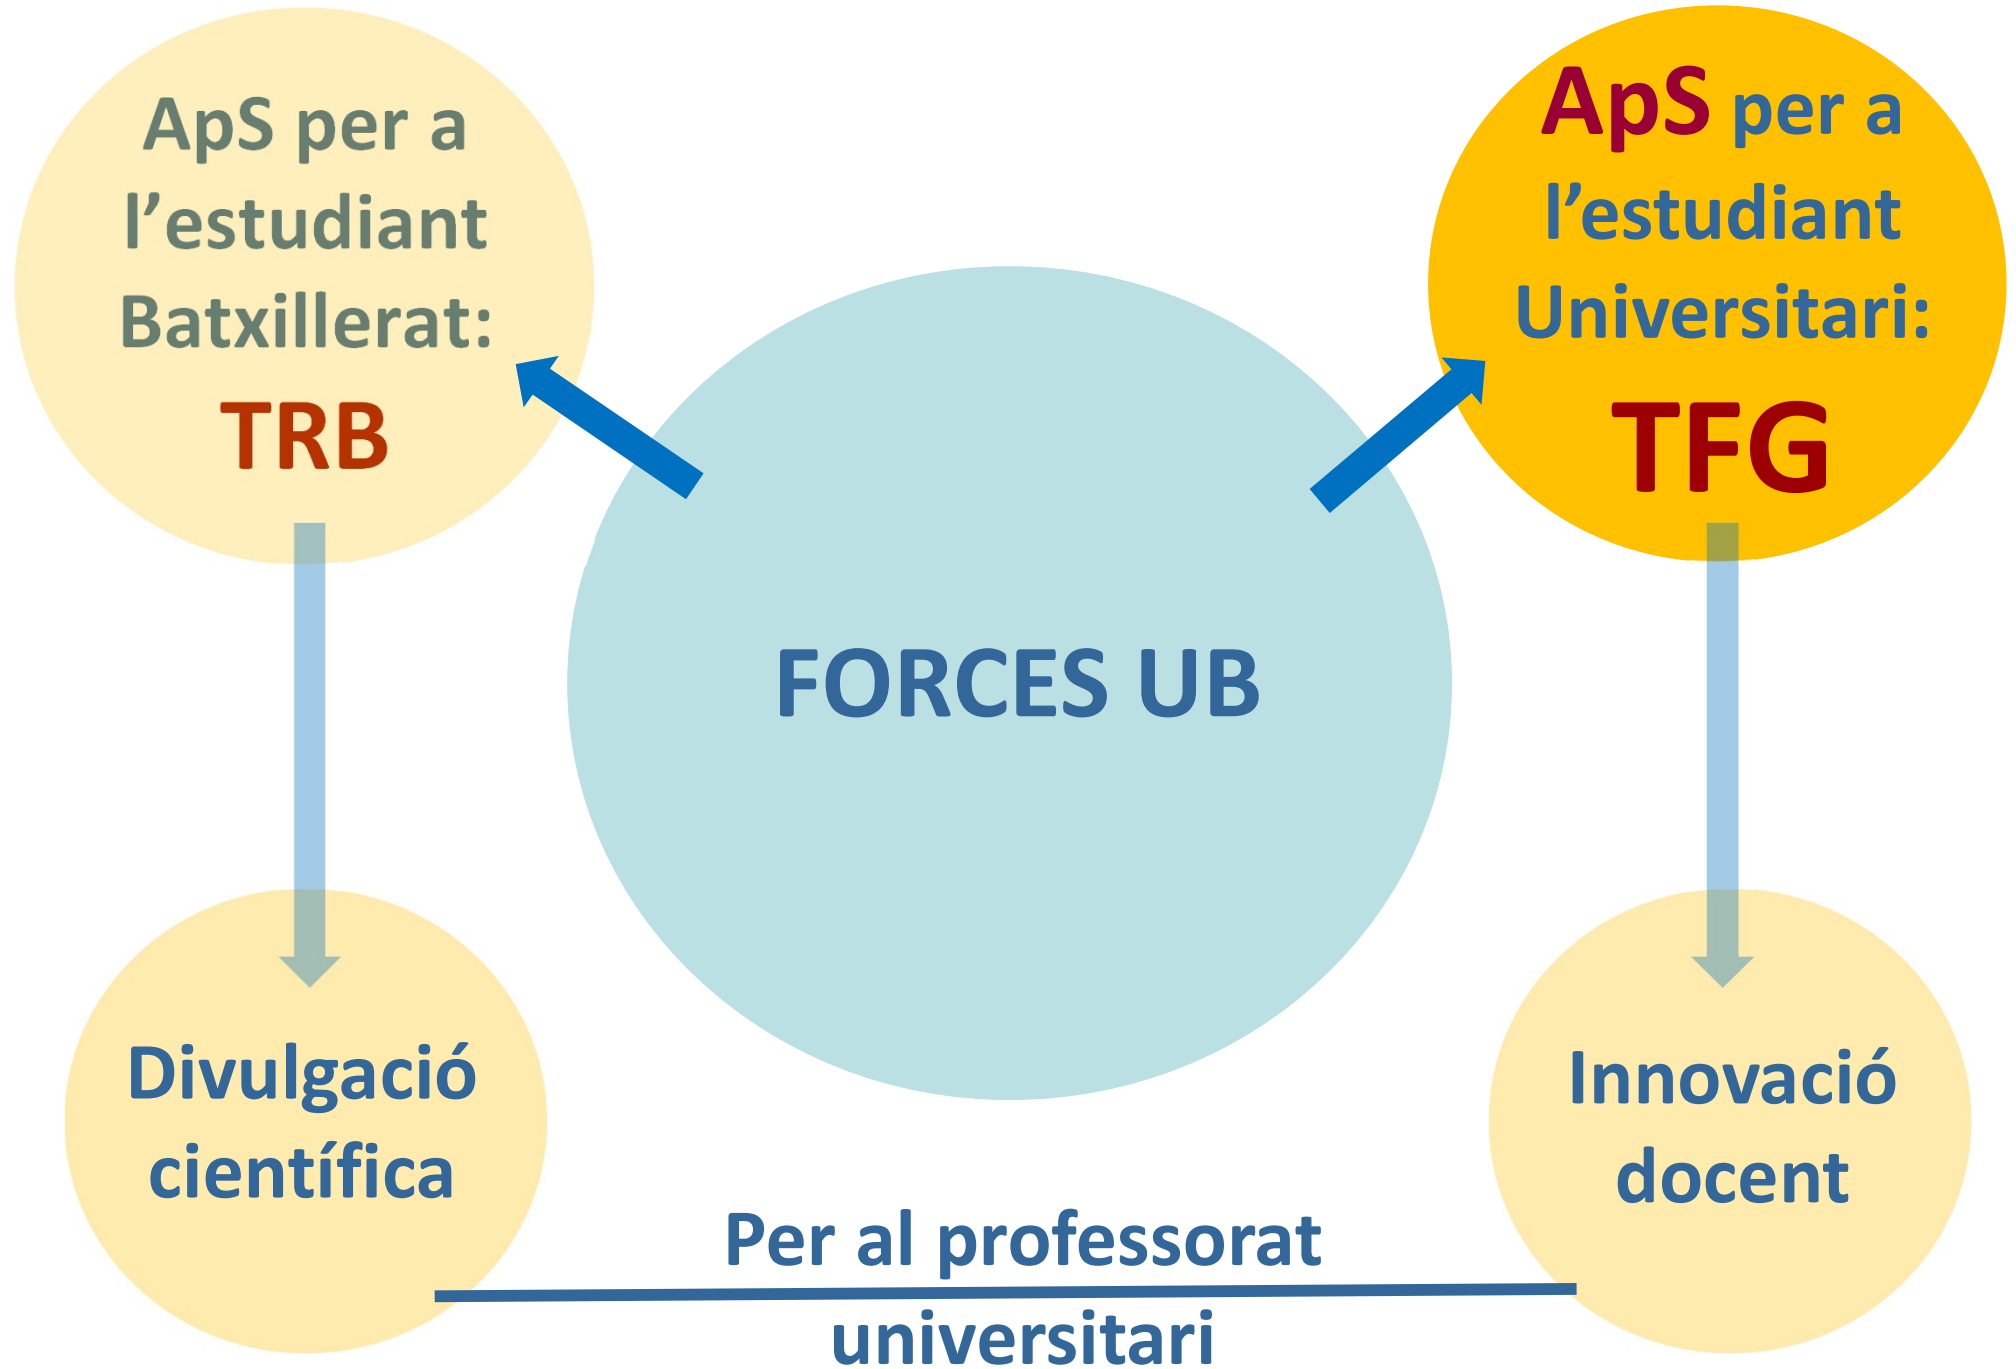 ApS per a
l’estudiant
Batxillerat:
TRB
ApS per a
l’estudiant
Universitari:
TFG
FORCES UB
Divulgació
científica
Innovació
docent
Per al professorat
universitari